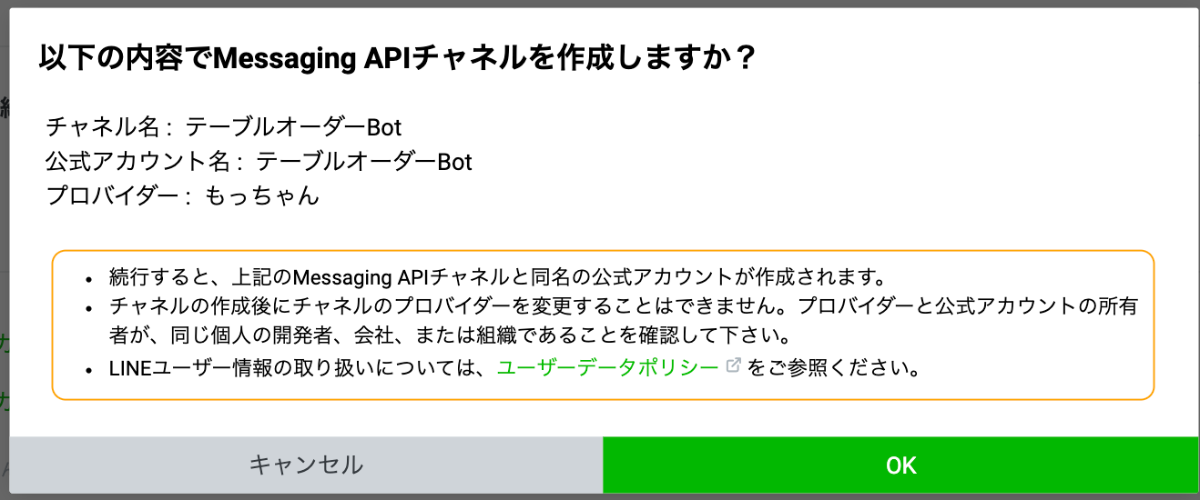 以下の内容でMessaging APIチャネルを作成しますか？
チャネル名 : テーブルオーダーBot
公式アカウント名 : テーブルオーダーBot
プロバイダー : もっちゃん
• 続行すると、上記のMessaging APIチャネルと同名の公式アカウントが作成されます。
• チャネルの作成後にチャネルのプロバイダーを変更することはできません。プロバイダーと公式アカウントの所有
者が、同じ個人の開発者、会社、または組織であることを確認して下さい。
• LINEユーザー情報の取り扱いについては、ユーザーデータポリシー をご参照ください。
キャンセル
OK